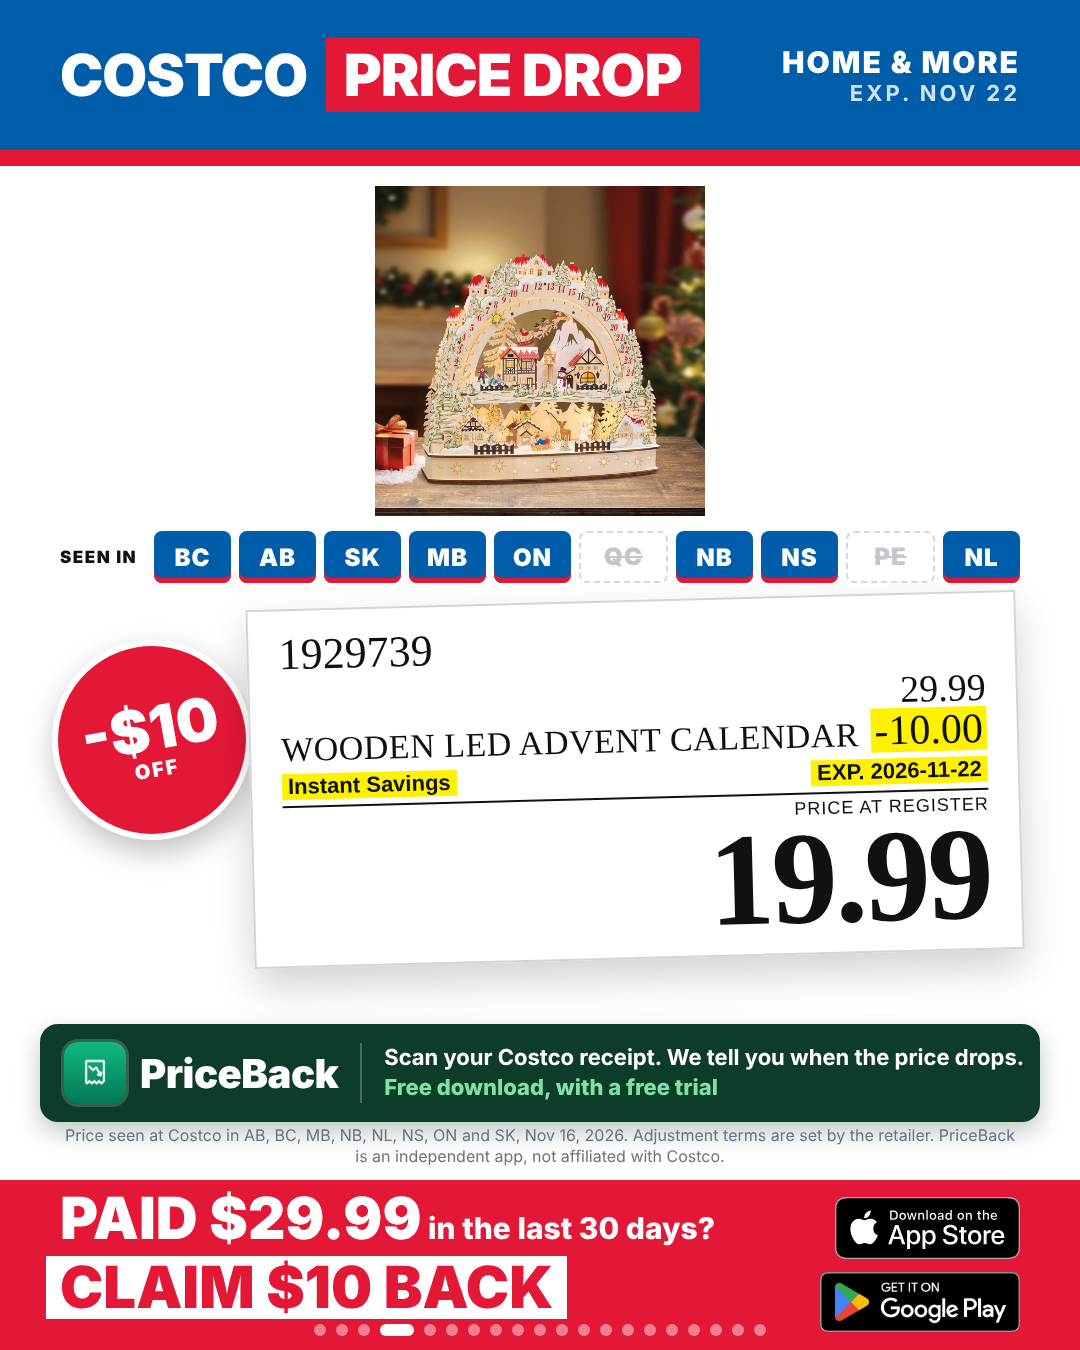 COSTCO PRICE DROP
HOME & MORE
EXP. NOV 22
SEEN IN BC AB SK MB ON QC NB NS PE NL
-$10
OFF
1929739
29.99
WOODEN LED ADVENT CALENDAR -10.00
Instant Savings EXP. 2026-11-22
PRICE AT REGISTER
19.99
PriceBack
Scan your Costco receipt. We tell you when the price drops.
Free download, with a free trial
Price seen at Costco in AB, BC, MB, NB, NL, NS, ON and SK, Nov 16, 2026. Adjustment terms are set by the retailer. PriceBack
is an independent app, not affiliated with Costco.
PAID $29.99 in the last 30 days?
CLAIM $10 BACK
Download on the
App Store
GET IT ON
Google Play